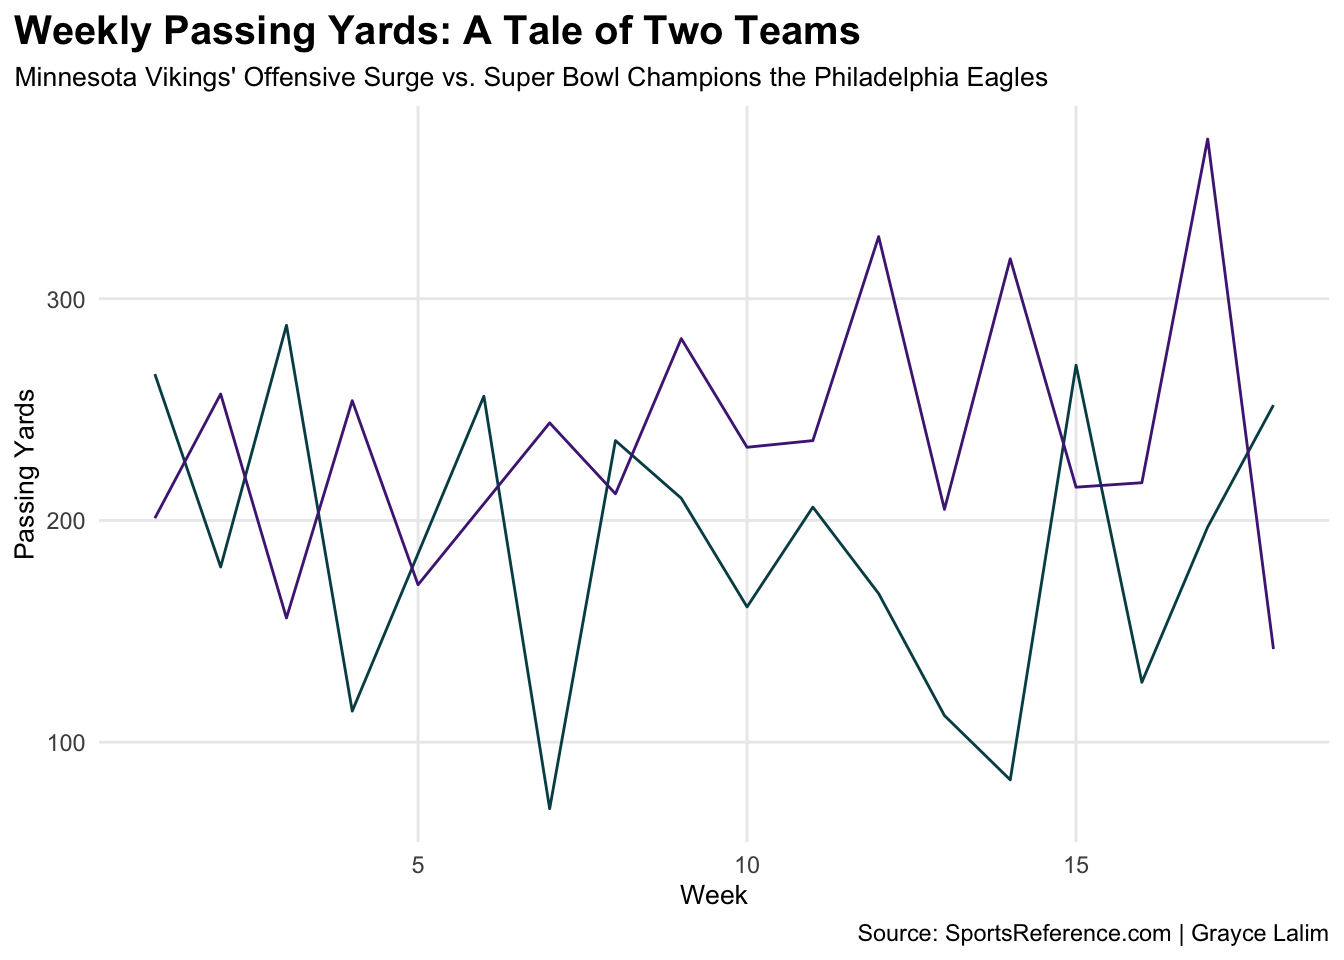 Weekly Passing Yards: A Tale of Two Teams
Minnesota Vikings' Offensive Surge vs. Super Bowl Champions the Philadelphia Eagles
Passing Yards
300
200
100
5 10 15
Week
Source: SportsReference.com | Grayce Lalim